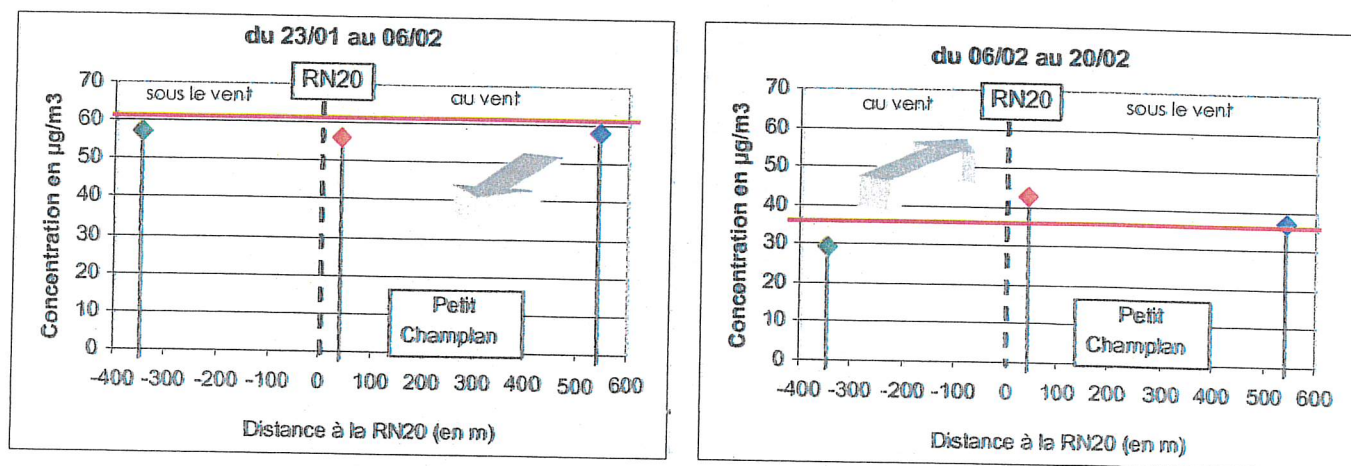 du 23/01 au 06/02
RN20
sous le vent
au vent
Concentration en µg/m3
70
60
50
40
30
20
10
0
-400 -300 -200 -100 0 100 200 300 400 500 600
Petit
Champlan
Distance à la RN20 (en m)
du 06/02 au 20/02
RN20
au vent
sous le vent
Concentration en µg/m3
70
60
50
40
30
20
10
0
-400 -300 -200 -100 0 100 200 300 400 500 600
Petit
Champlan
Distance à la RN20 (en m)